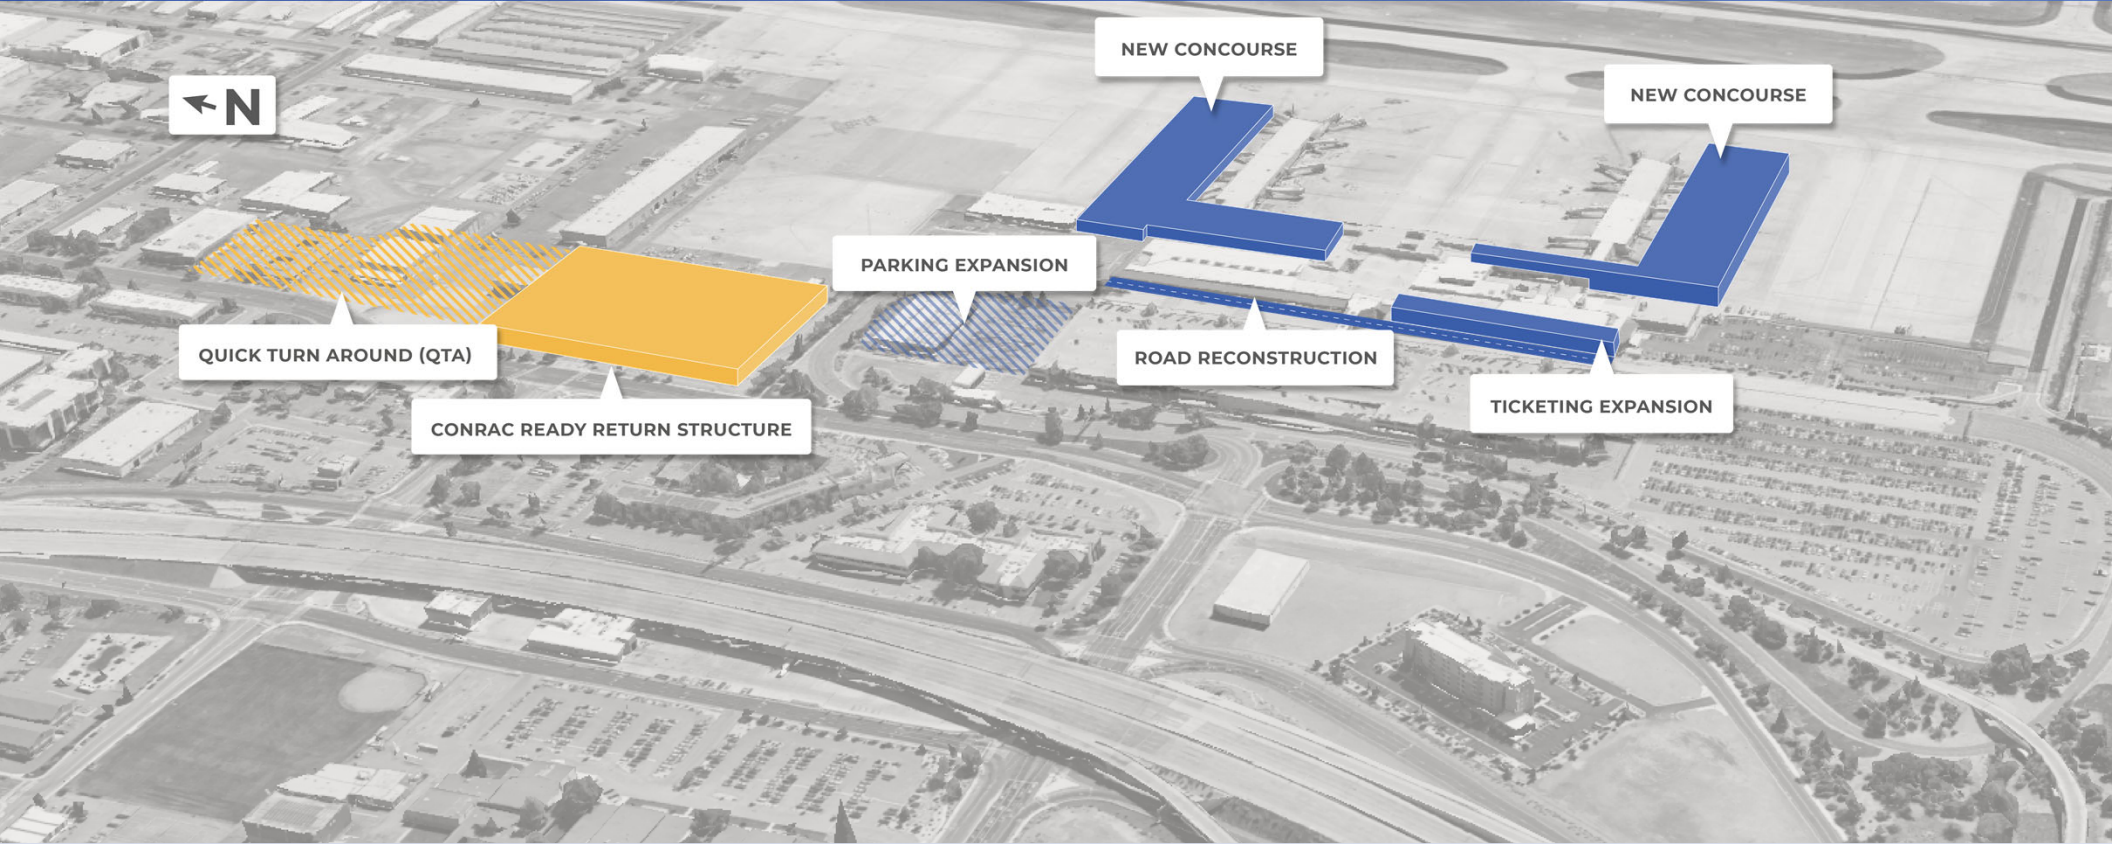 NEW CONCOURSE
NEW CONCOURSE
N
PARKING EXPANSION
QUICK TURN AROUND (QTA)
ROAD RECONSTRUCTION
TICKETING EXPANSION
CONRAC READY RETURN STRUCTURE